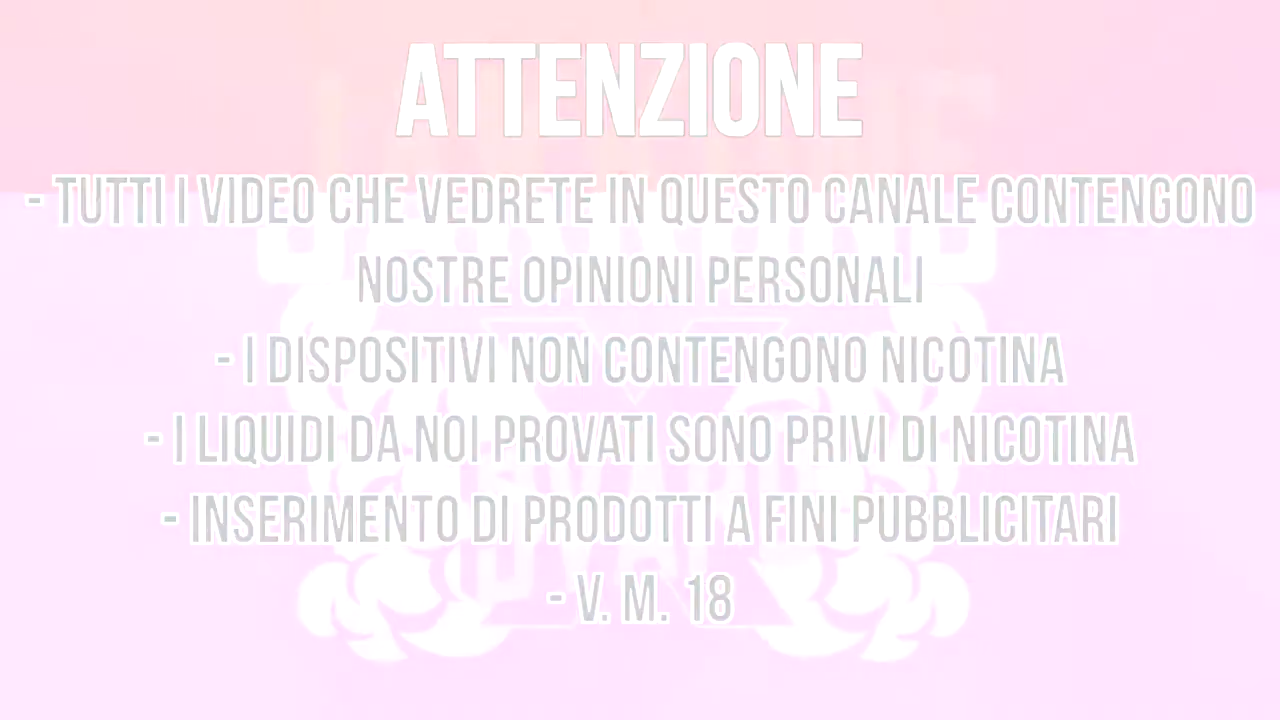 ATTENZIONE
- TUTTI I VIDEO CHE VEDRETE IN QUESTO CANALE CONTENGONO
NOSTRE OPINIONI PERSONALI
- I DISPOSITIVI NON CONTENGONO NICOTINA
- I LIQUIDI DA NOI PROVATI SONO PRIVI DI NICOTINA
- INSERIMENTO DI PRODOTTI A FINI PUBBLICITARI
- V. M. 18